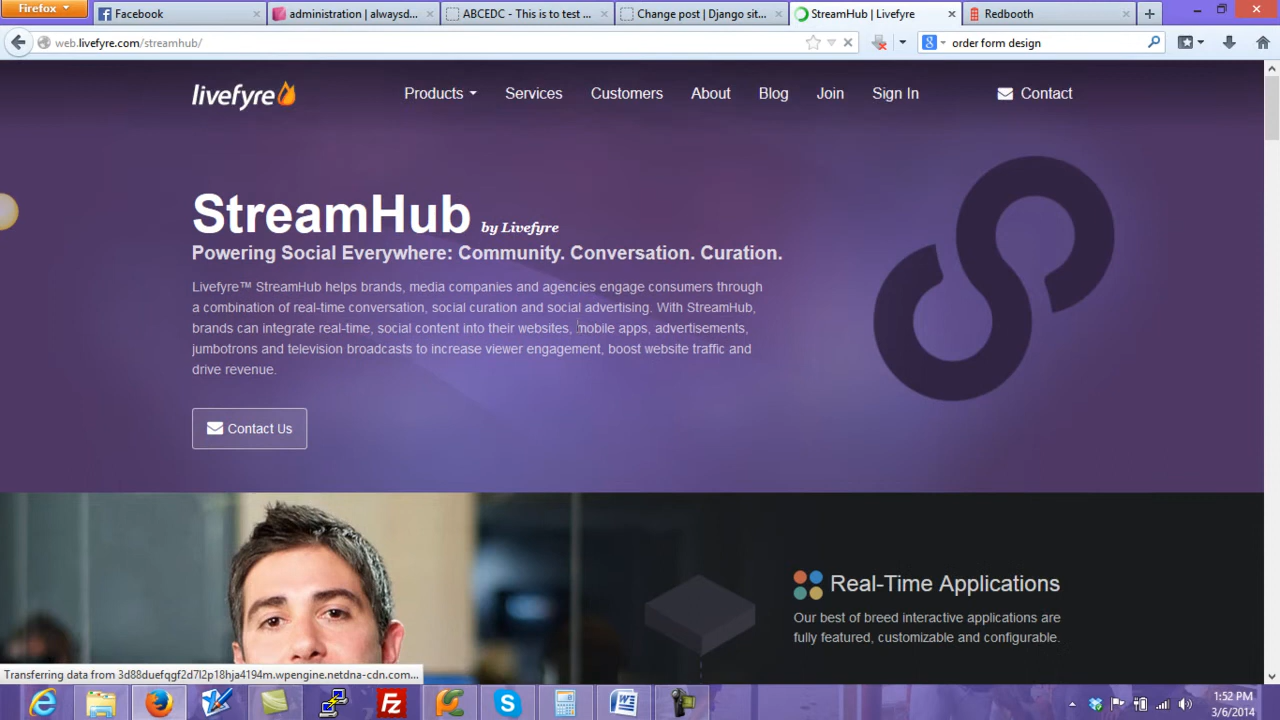 Firefox
Facebook
administration | alwaysd...
ABCEDC - This is to test ...
Change post | Django sit...
StreamHub | Livefyre
Redbooth
web.livefyre.com/streamhub/
order form design
livefyre
Products
Services
Customers
About
Blog
Join
Sign In
Contact
StreamHub by Livefyre
Powering Social Everywhere: Community. Conversation. Curation.
Livefyre™ StreamHub helps brands, media companies and agencies engage consumers through
a combination of real-time conversation, social curation and social advertising. With StreamHub,
brands can integrate real-time, social content into their websites, mobile apps, advertisements,
jumbotrons and television broadcasts to increase viewer engagement, boost website traffic and
drive revenue.
Contact Us
Real-Time Applications
Our best of breed interactive applications are
fully featured, customizable and configurable.
Transferring data from 3d88duefqgf2d7l2p18hja4194m.wpengine.netdna-cdn.com...
1:52 PM
3/6/2014